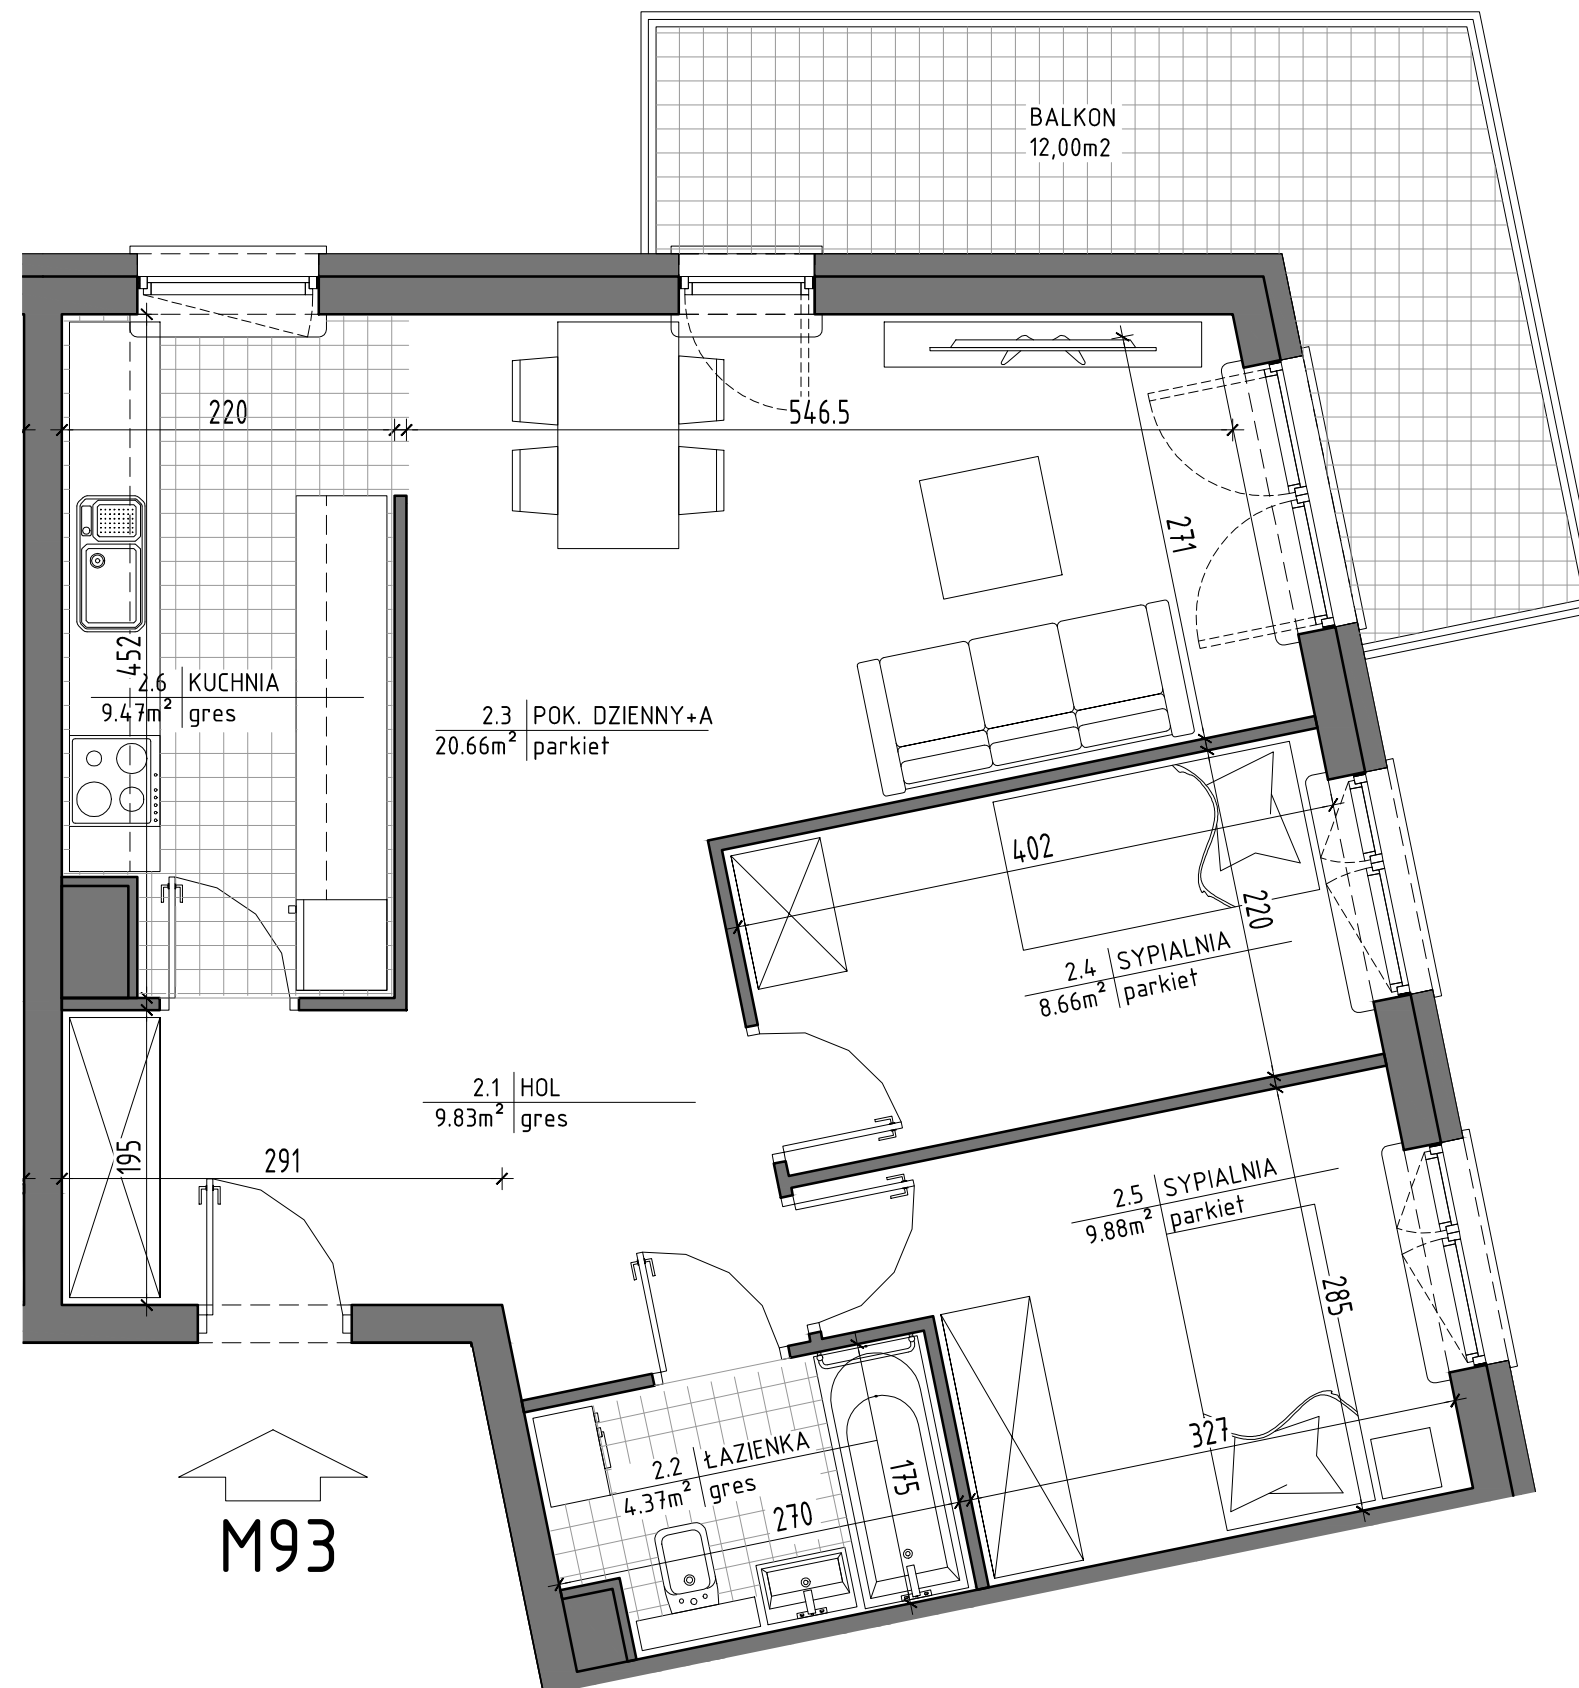 BALKON
12,00m2
220
546.5
271
452
2.6 KUCHNIA
9.47m² gres
2.3 POK. DZIENNY+A
20.66m² parkiet
402
220
2.4 SYPIALNIA
8.66m² parkiet
2.1 HOL
9.83m² gres
195
291
2.5 SYPIALNIA
9.88m² parkiet
285
327
2.2 ŁAZIENKA
4.37m² gres
175
270
M93